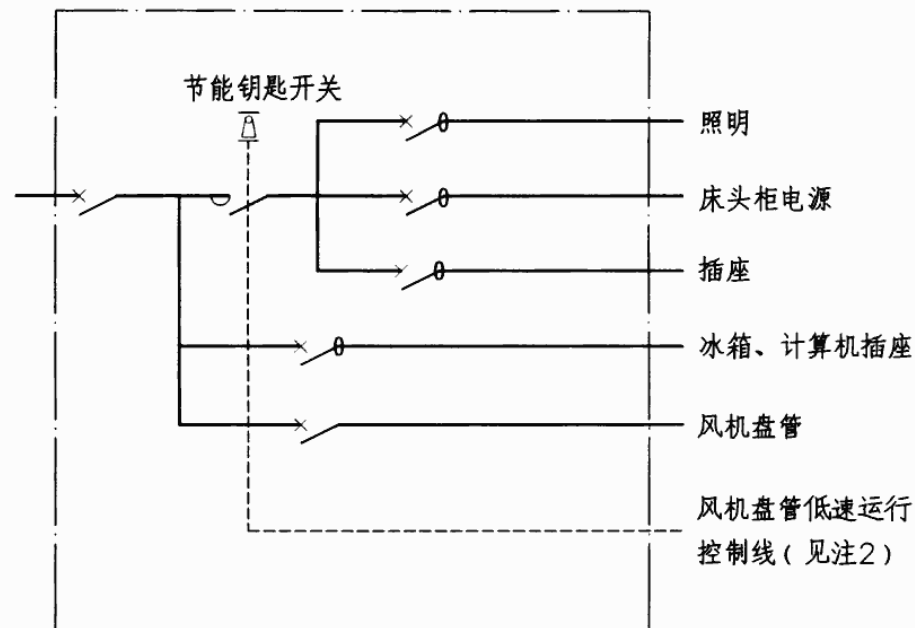 节能钥匙开关
照明
床头柜电源
插座
冰箱、计算机插座
风机盘管
风机盘管低速运行
控制线(见注2)